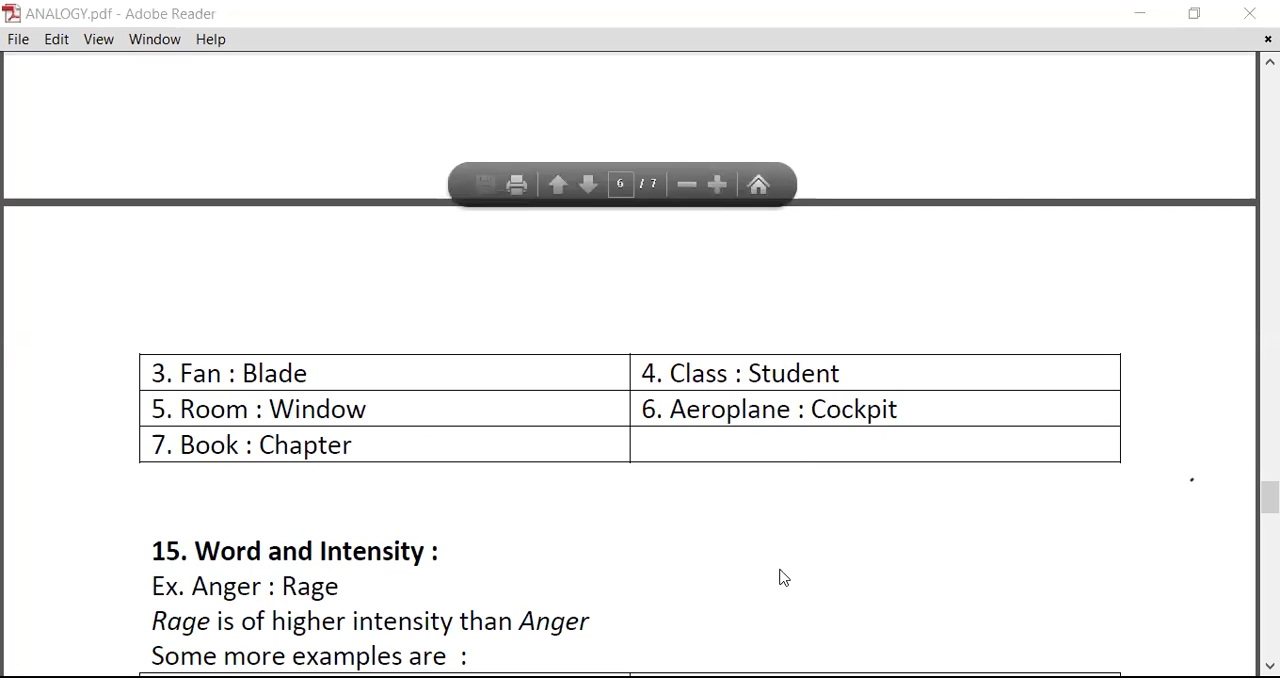 ANALOGY.pdf - Adobe Reader
File Edit View Window Help
6 / 7
3. Fan : Blade 4. Class : Student
5. Room : Window 6. Aeroplane : Cockpit
7. Book : Chapter
15. Word and Intensity :
Ex. Anger : Rage
Rage is of higher intensity than Anger
Some more examples are :